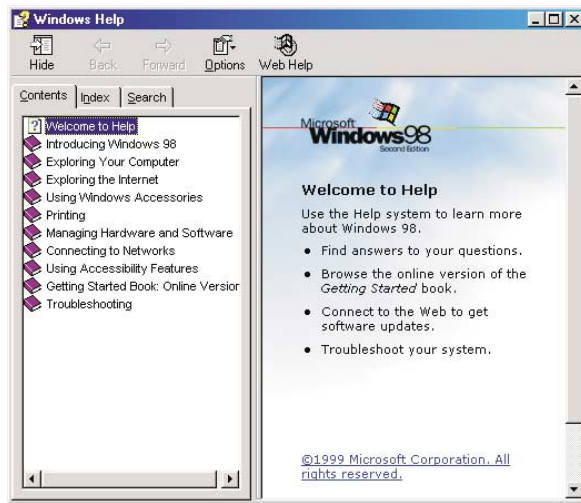 Windows Help
Hide Back Forward Options Web Help
Contents Index Search
Welcome to Help
Introducing Windows 98
Exploring Your Computer
Exploring the Internet
Using Windows Accessories
Printing
Managing Hardware and Software
Connecting to Networks
Using Accessibility Features
Getting Started Book: Online Version
Troubleshooting
Microsoft
Windows98
Second Edition
Welcome to Help
Use the Help system to learn more
about Windows 98.
• Find answers to your questions.
• Browse the online version of the
Getting Started book.
• Connect to the Web to get
software updates.
• Troubleshoot your system.
©1999 Microsoft Corporation. All
rights reserved.